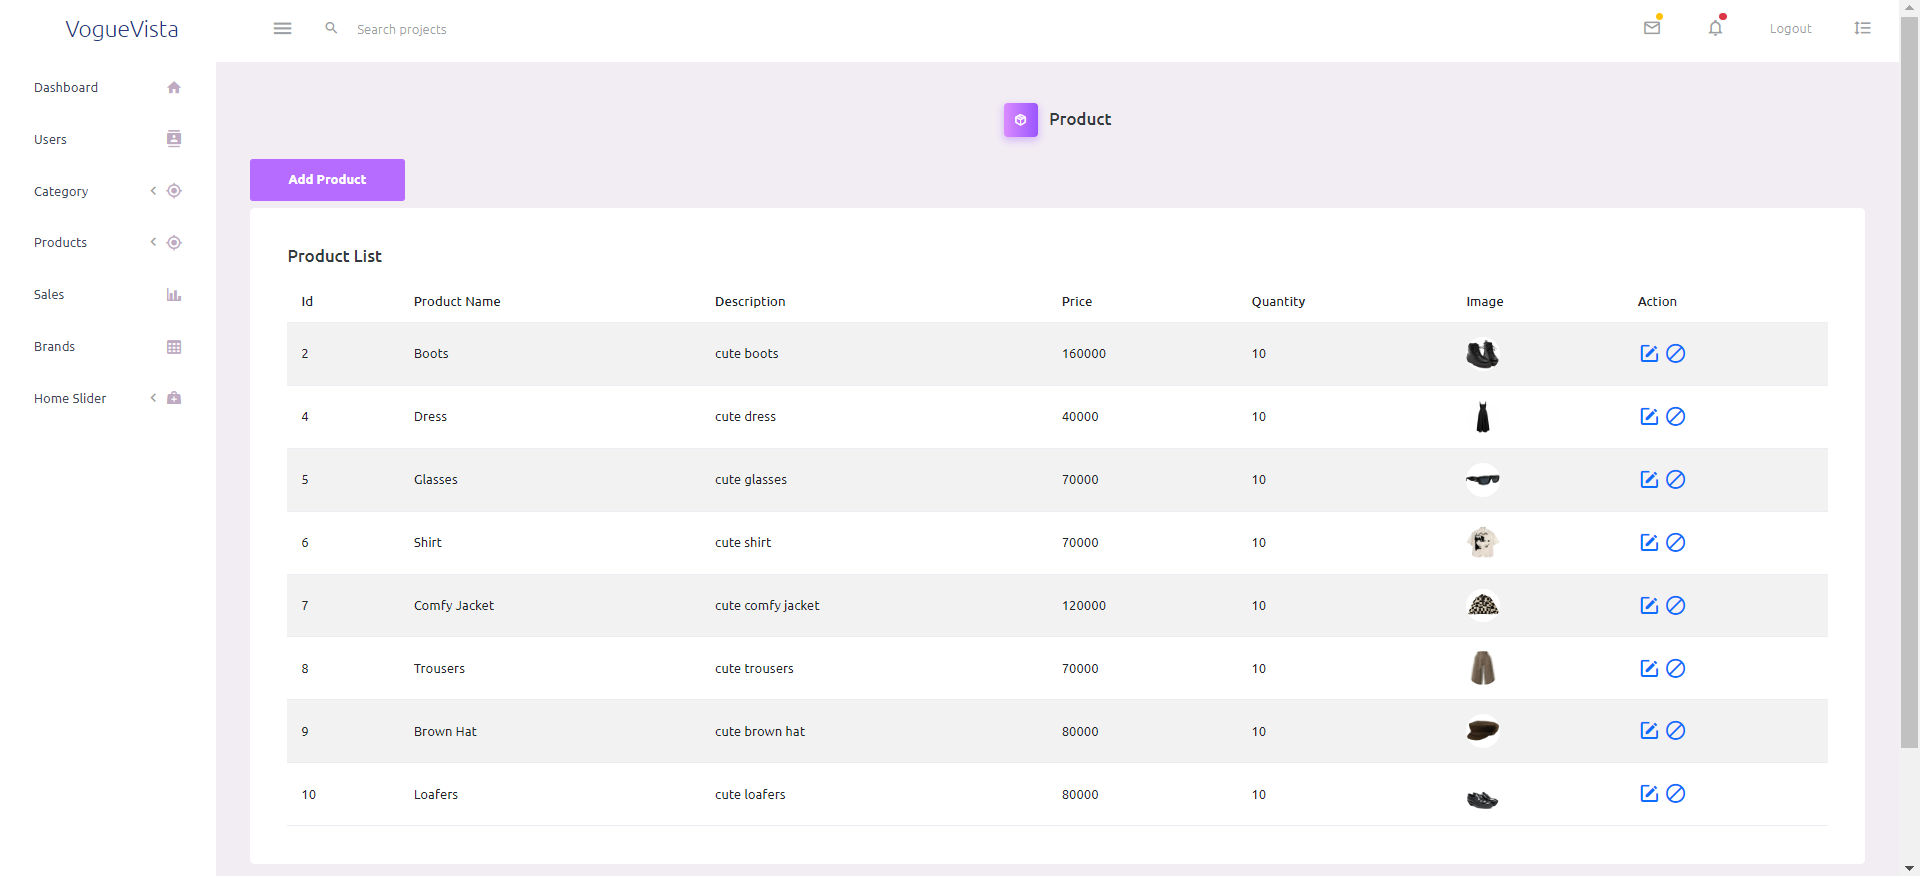 VogueVista
Search projects
Logout
Dashboard
Users
Category
Products
Sales
Brands
Home Slider
Product
Add Product
Product List
Id Product Name Description Price Quantity Image Action
2 Boots cute boots 160000 10
4 Dress cute dress 40000 10
5 Glasses cute glasses 70000 10
6 Shirt cute shirt 70000 10
7 Comfy Jacket cute comfy jacket 120000 10
8 Trousers cute trousers 70000 10
9 Brown Hat cute brown hat 80000 10
10 Loafers cute loafers 80000 10